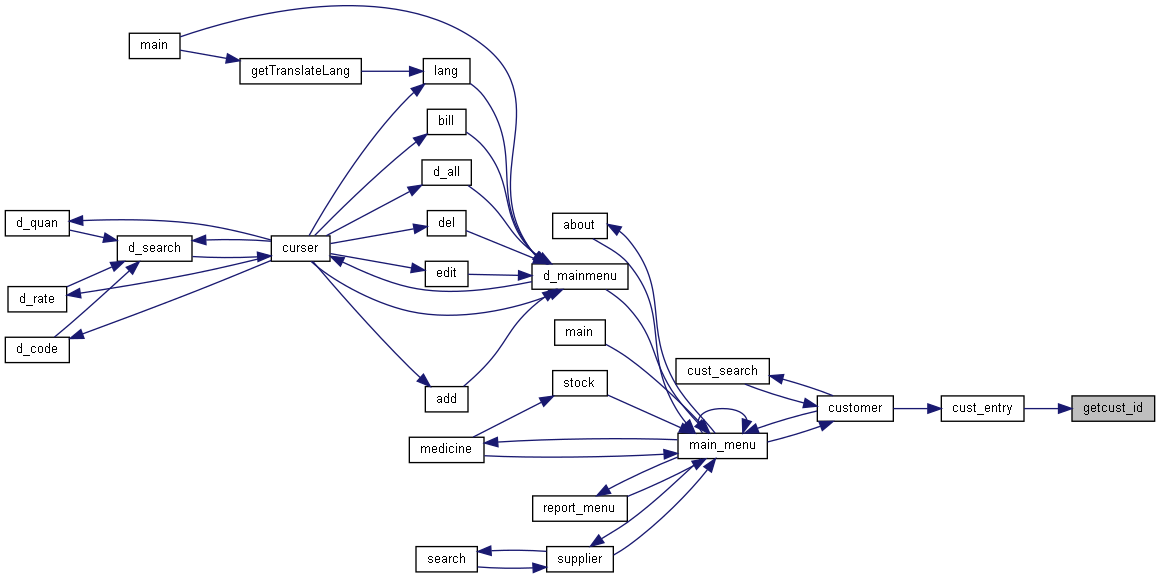 main
getTranslateLang
lang
bill
d_all
d_quan
del
about
d_search
curser
edit
d_mainmenu
d_rate
main
d_code
cust_search
stock
add
customer
cust_entry
getcust_id
medicine
main_menu
report_menu
search
supplier